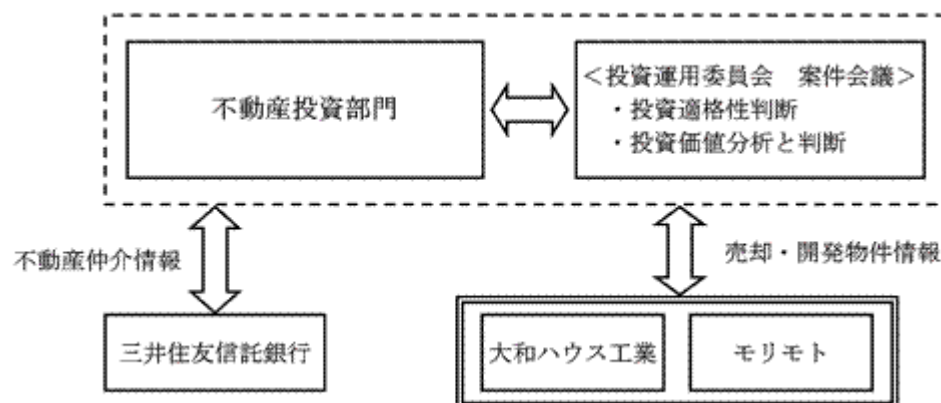 不動産投資部門
＜投資運用委員会　案件会議＞
・投資適格性判断
・投資価値分析と判断
不動産仲介情報
売却・開発物件情報
三井住友信託銀行
大和ハウス工業
モリモト